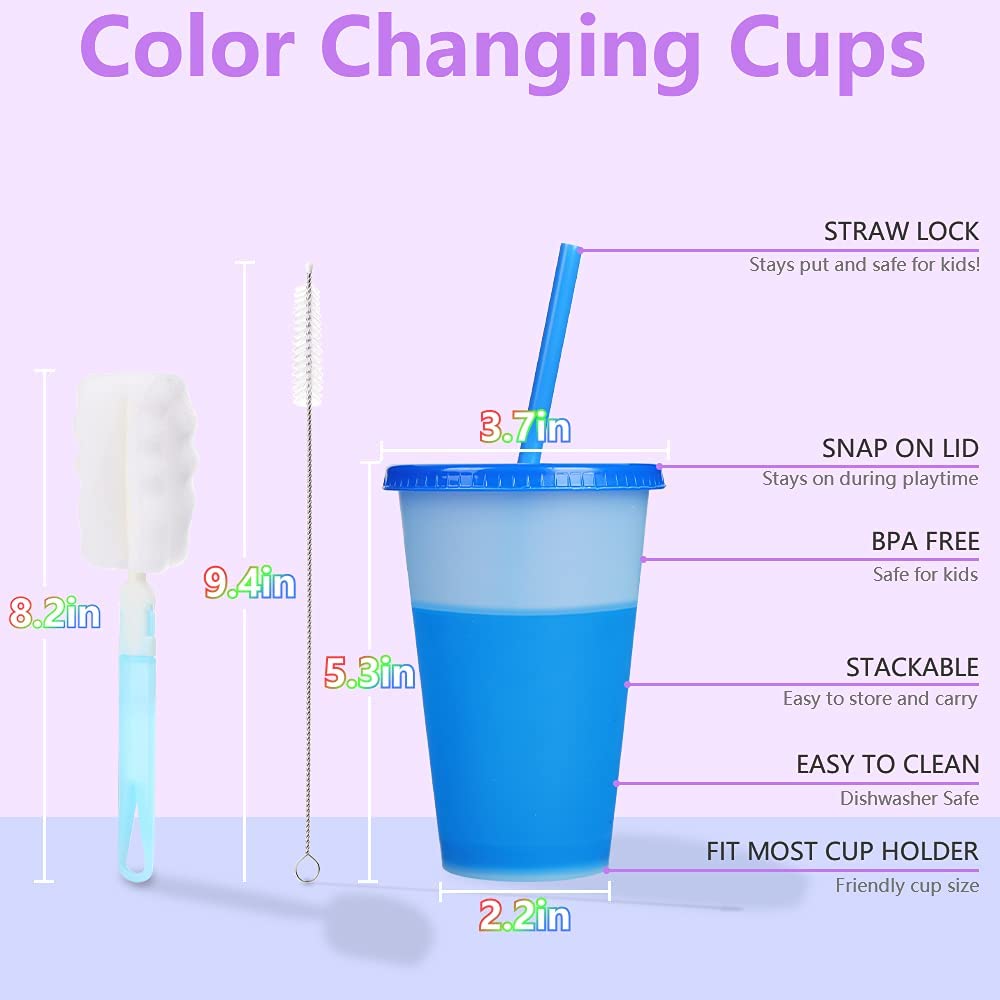 Color Changing Cups
STRAW LOCK
Stays put and safe for kids!
3.7in
SNAP ON LID
Stays on during playtime
BPA FREE
Safe for kids
8.2in
9.4in
5.3in
STACKABLE
Easy to store and carry
EASY TO CLEAN
Dishwasher Safe
FIT MOST CUP HOLDER
Friendly cup size
2.2in